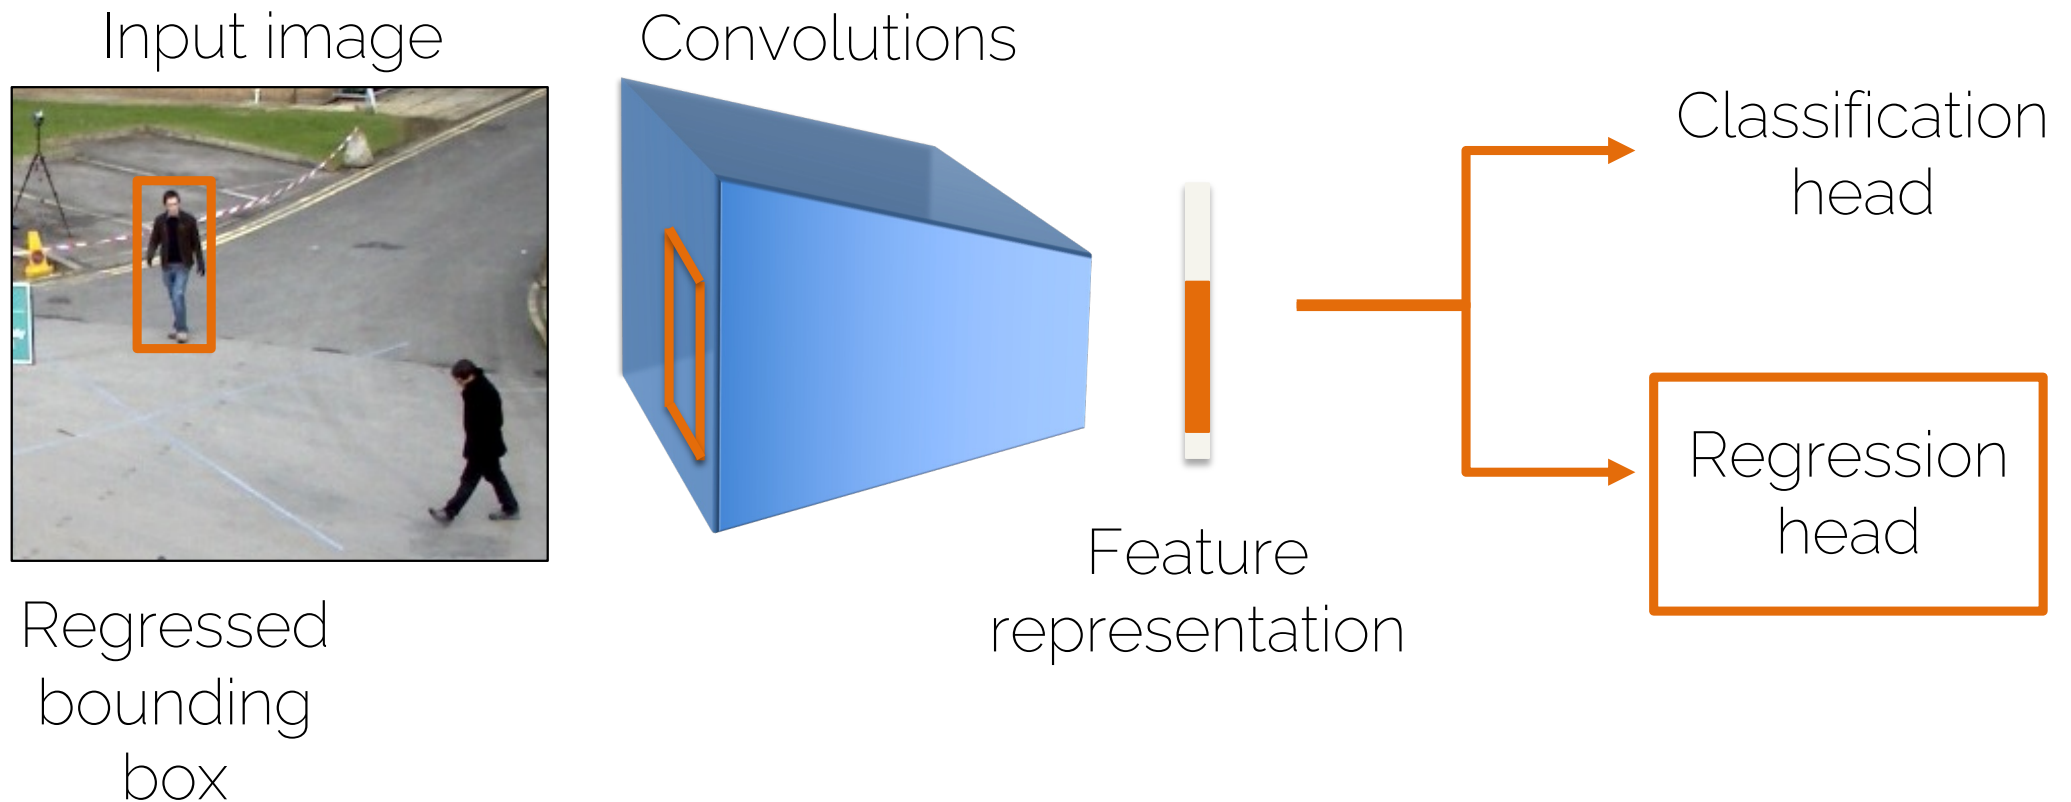 Input image
Convolutions
Classification
head
Regression
head
Feature
representation
Regressed
bounding
box